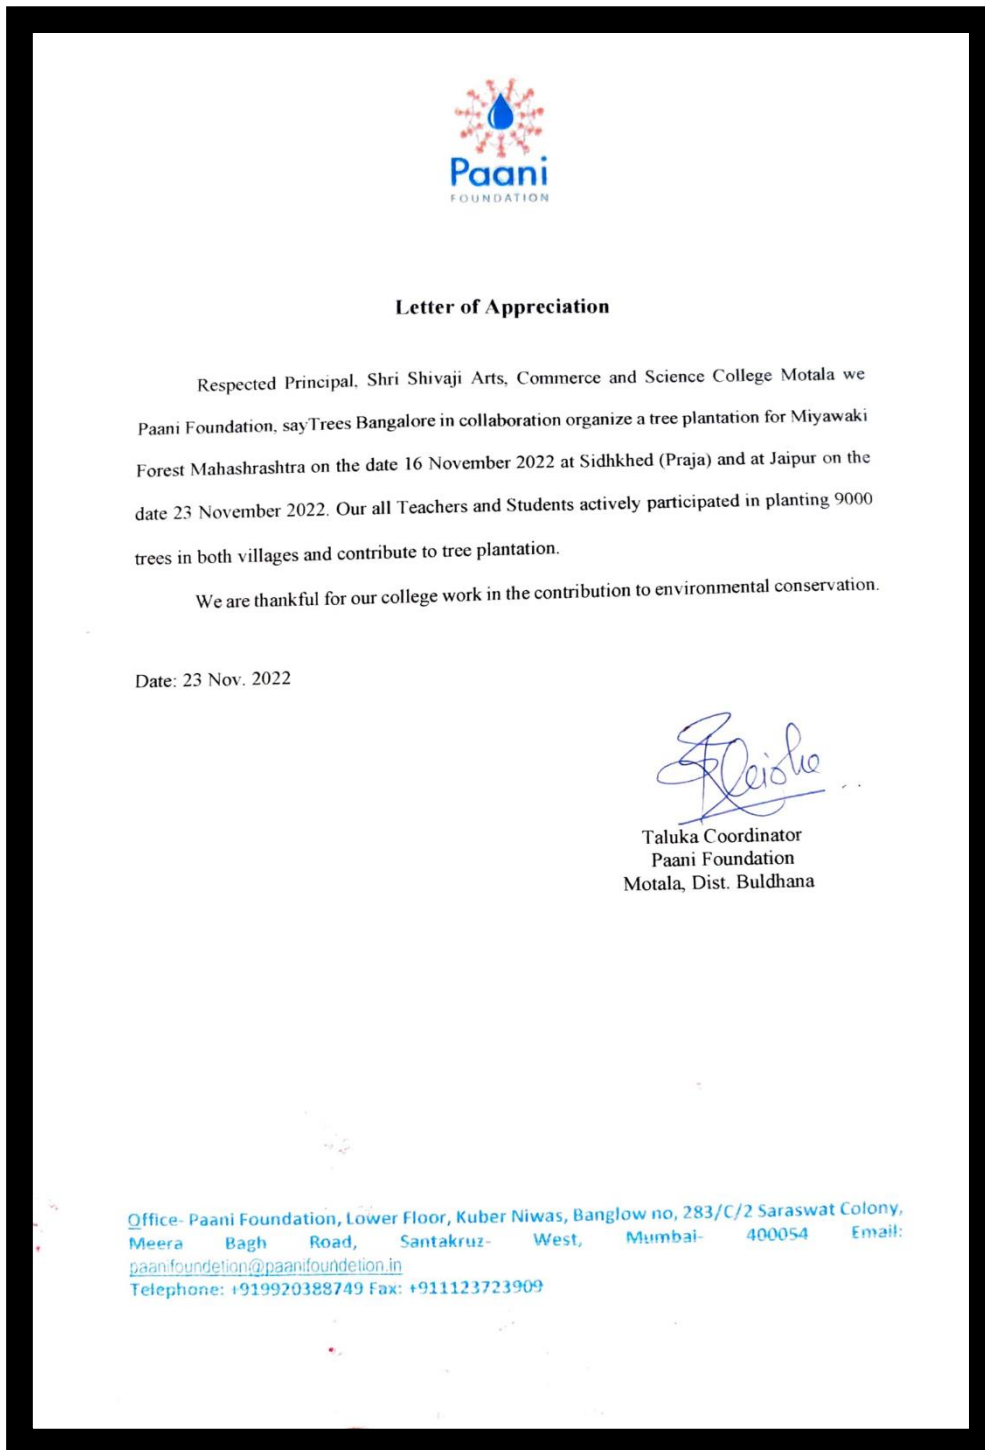 Paani
FOUNDATION
Letter of Appreciation
Respected Principal, Shri Shivaji Arts, Commerce and Science College Motala we
Paani Foundation, sayTrees Bangalore in collaboration organize a tree plantation for Miyawaki
Forest Mahashrashtra on the date 16 November 2022 at Sidhkhed (Praja) and at Jaipur on the
date 23 November 2022. Our all Teachers and Students actively participated in planting 9000
trees in both villages and contribute to tree plantation.
We are thankful for our college work in the contribution to environmental conservation.
Date: 23 Nov. 2022
Taluka Coordinator
Paani Foundation
Motala, Dist. Buldhana
Office- Paani Foundation, Lower Floor, Kuber Niwas, Banglow no, 283/C/2 Saraswat Colony,
Meera Bagh Road, Santakruz- West, Mumbai- 400054 Email:
paanifoundetion@paanifoundetion.in
Telephone: +919920388749 Fax: +911123723909